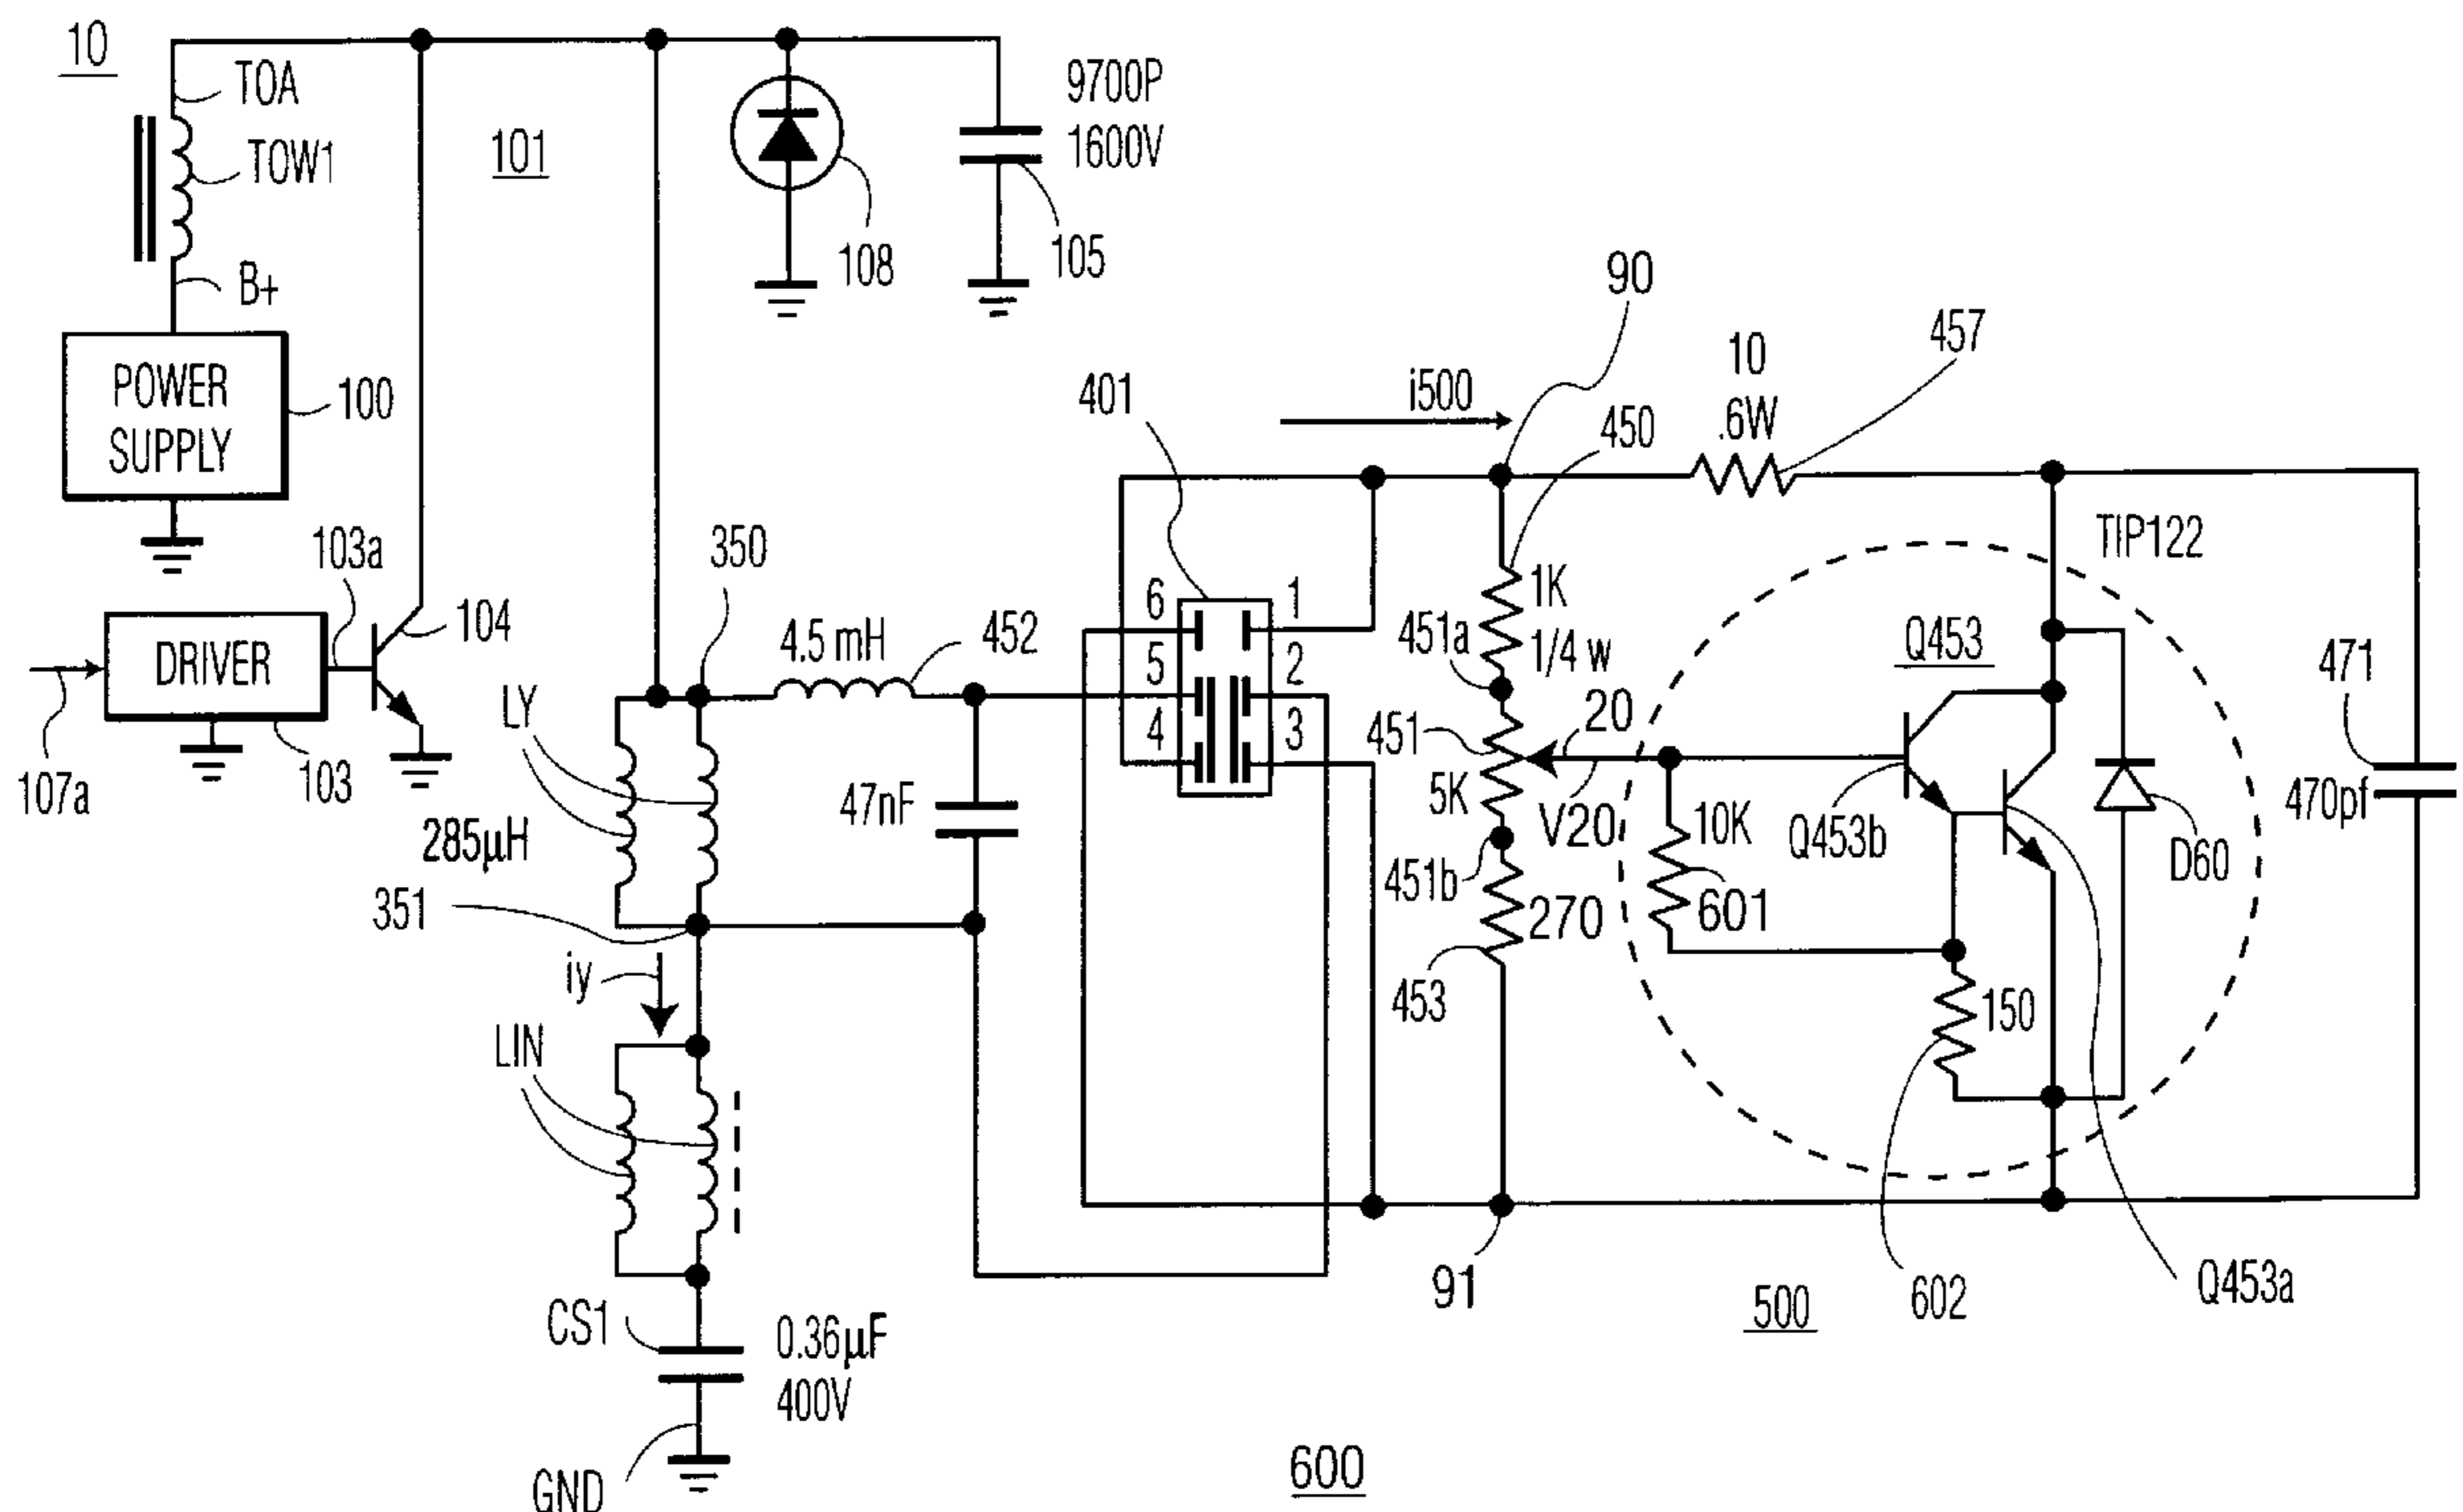 10
TOA
TOW1
B+
POWER
SUPPLY
100
101
108
9700P
1600V
105
103a
104
DRIVER
107a
103
350
LY
285µH
351
iy
LIN
CS1
0.36µF
400V
GND
4.5 mH
452
47nF
401
6
5
4
1
2
3
i500
90
450
10
.6W
457
1K
1/4 w
451a
451
5K
451b
270
453
91
20
V20
10K
601
TIP122
Q453
Q453b
150
602
D60
471
470pf
Q453a
500
600